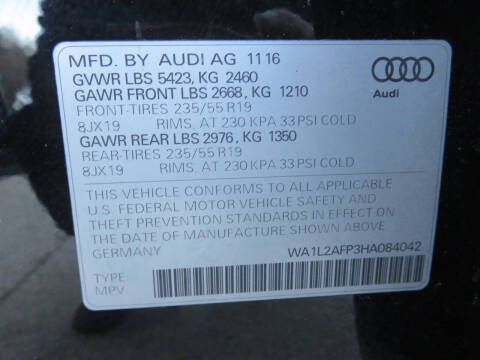 MFD. BY AUDI AG 11 16
GVWR LBS 5423, KG 2460
GAWR FRONT LBS 2668, KG 1210
FRONT-TIRES 235/55 R19
8JX19 RIMS, AT 230 KPA 33 PSI COLD
GAWR REAR LBS 2976, KG 1350
REAR-TIRES 235/55 R19
8JX19 RIMS, AT 230 KPA 33 PSI COLD
THIS VEHICLE CONFORMS TO ALL APPLICABLE
U.S. FEDERAL MOTOR VEHICLE SAFETY AND
THEFT PREVENTION STANDARDS IN EFFECT ON
THE DATE OF MANUFACTURE SHOWN ABOVE
GERMANY WA1L2AFP3HA084042
TYPE:
MPV
Audi